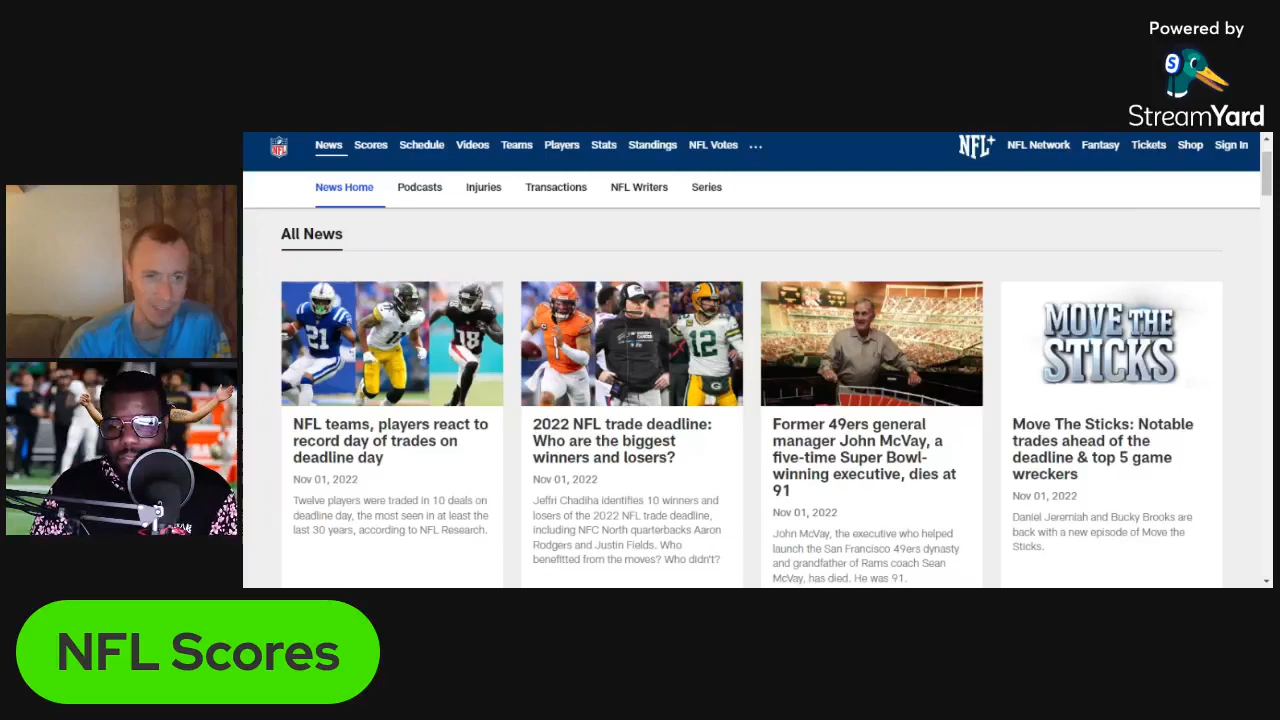 Powered by
StreamYard
NFL
News Scores Schedule Videos Teams Players Stats Standings NFL Votes ...
NFL+ NFL Network Fantasy Tickets Shop Sign In
News Home Podcasts Injuries Transactions NFL Writers Series
All News
21
18
1
12
NFL teams, players react to
record day of trades on
deadline day
Nov 01, 2022
Twelve players were traded in 10 deals on
deadline day, the most seen in at least the
last 30 years, according to NFL Research.
2022 NFL trade deadline:
Who are the biggest
winners and losers?
Nov 01, 2022
Jeffri Chadiha identifies 10 winners and
losers of the 2022 NFL trade deadline,
including NFC North quarterbacks Aaron
Rodgers and Justin Fields. Who
benefitted from the moves? Who didn't?
Former 49ers general
manager John McVay, a
five-time Super Bowl-
winning executive, dies at
91
Nov 01, 2022
John McVay, the executive who helped
launch the San Francisco 49ers dynasty
and grandfather of Rams coach Sean
McVay, has died. He was 91.
MOVE THE
STICKS
Move The Sticks: Notable
trades ahead of the
deadline & top 5 game
wreckers
Nov 01, 2022
Daniel Jeremiah and Bucky Brooks are
back with a new episode of Move the
Sticks.
NFL Scores